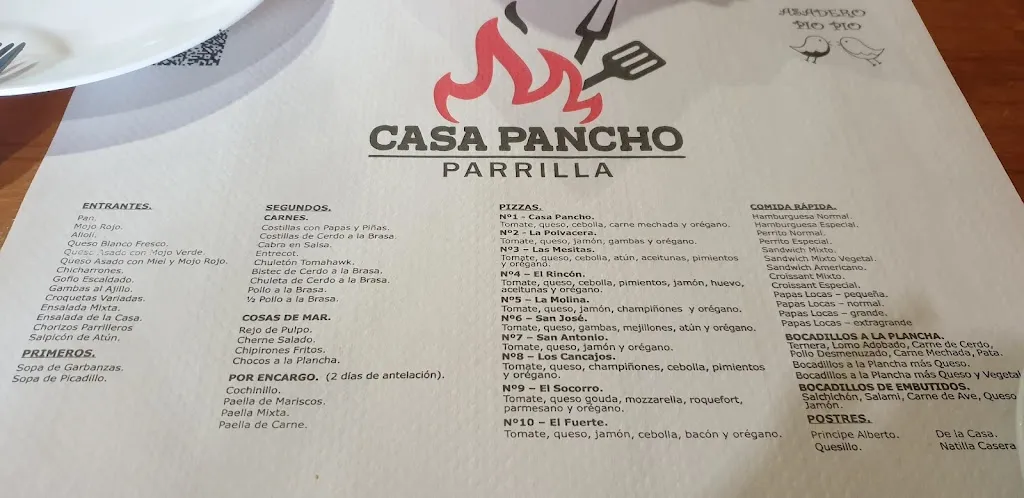 ASADERO
PIO PIO
CASA PANCHO
PARRILLA
ENTRANTES.
Pan.
Mojo Rojo.
Alioli.
Queso Blanco Fresco.
Queso Asado con Mojo Verde.
Queso Asado con Miel y Mojo Rojo.
Chicharrones.
Gofio Escaldado.
Gambas al Ajillo.
Croquetas Variadas.
Ensalada Mixta.
Ensalada de la Casa.
Chorizos Parrilleros
Salpicón de Atún.
PRIMEROS.
Sopa de Garbanzas.
Sopa de Picadillo.
SEGUNDOS.
CARNES.
Costillas con Papas y Piñas.
Costillas de Cerdo a la Brasa.
Cabra en Salsa.
Entrecot.
Chuletón Tomahawk.
Bistec de Cerdo a la Brasa.
Chuleta de Cerdo a la Brasa.
Pollo a la Brasa.
½ Pollo a la Brasa.
COSAS DE MAR.
Rejo de Pulpo.
Cherne Salado.
Chipirones Fritos.
Chocos a la Plancha.
POR ENCARGO. (2 días de antelación).
Cochinillo.
Paella de Mariscos.
Paella Mixta.
Paella de Carne.
PIZZAS.
Nº1 - Casa Pancho.
Tomate, queso, cebolla, carne mechada y orégano.
Nº2 - La Polvacera.
Tomate, queso, jamón, gambas y orégano.
Nº3 – Las Mesitas.
Tomate, queso, cebolla, atún, aceitunas, pimientos
y orégano.
Nº4 – El Rincón.
Tomate, queso, cebolla, pimientos, jamón, huevo,
aceitunas y orégano.
Nº5 – La Molina.
Tomate, queso, jamón, champiñones y orégano.
Nº6 – San José.
Tomate, queso, gambas, mejillones, atún y orégano.
Nº7 – San Antonio.
Tomate, queso, jamón y orégano.
Nº8 – Los Cancajos.
Tomate, queso, champiñones, cebolla, pimientos
y orégano.
Nº9 – El Socorro.
Tomate, queso gouda, mozzarella, roquefort,
parmesano y orégano.
Nº10 – El Fuerte.
Tomate, queso, jamón, cebolla, bacón y orégano.
COMIDA RÁPIDA.
Hamburguesa Normal.
Hamburguesa Especial.
Perrito Normal.
Perrito Especial.
Sandwich Mixto.
Sandwich Mixto Vegetal.
Sandwich Americano.
Croissant Mixto.
Croissant Especial.
Papas Locas – pequeña.
Papas Locas – normal.
Papas Locas – grande.
Papas Locas – extragrande
BOCADILLOS A LA PLANCHA.
Ternera, Lomo Adobado, Carne de Cerdo,
Pollo Desmenuzado, Carne Mechada, Pata.
Bocadillos a la Plancha más Queso.
Bocadillos a la Plancha más Queso y Vegetal
BOCADILLOS DE EMBUTIDOS.
Salchichón, Salami, Carne de Ave, Queso
Jamón.
POSTRES.
Principe Alberto. De la Casa.
Quesillo. Natilla Casera